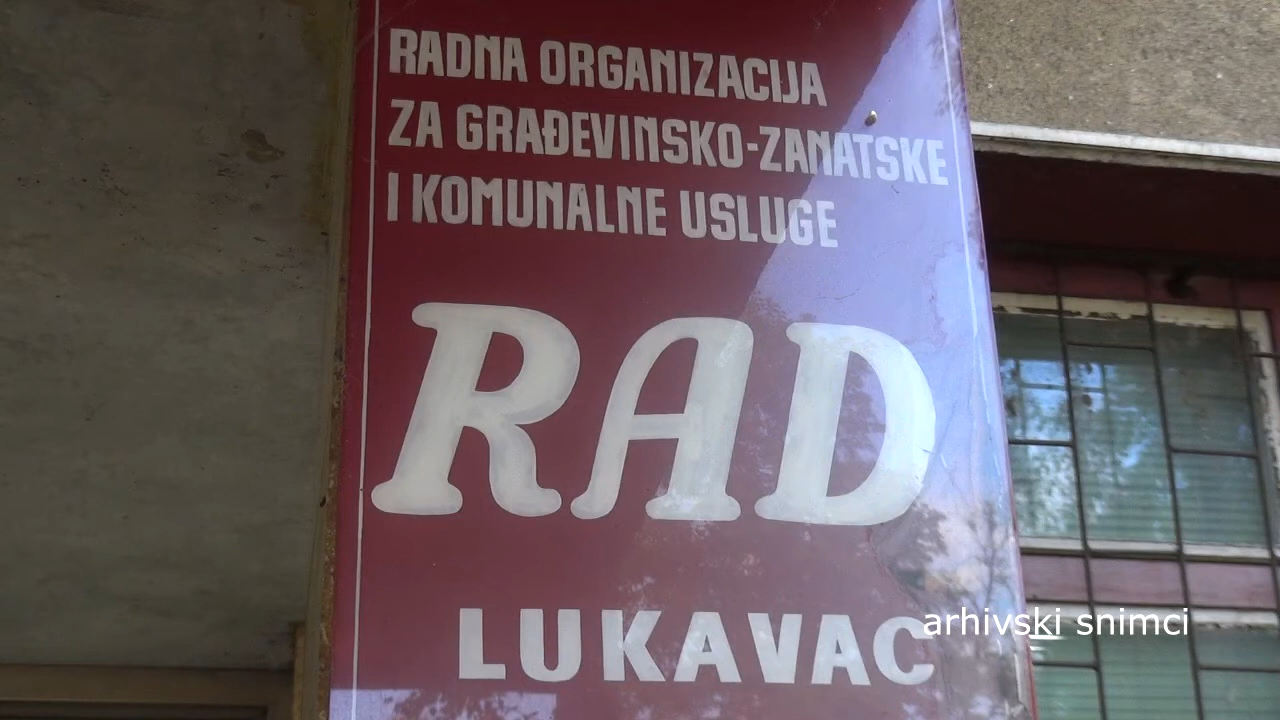 RADNA ORGANIZACIJA
ZA GRAĐEVINSKO-ZANATSKE
I KOMUNALNE USLUGE
RAD
LUKAVAC
arhivski snimci